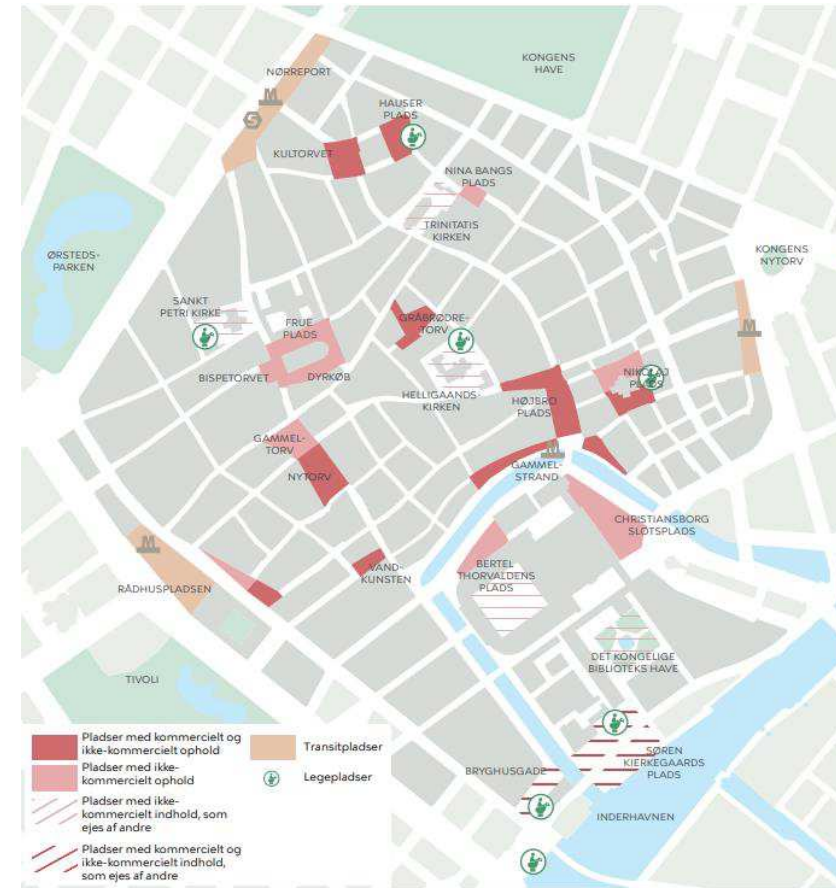 NØRREPORT
KONGENS
HAVE
M
S
HAUSER
PLADS
KULTORVET
NINA BANGS
PLADS
TRINITATIS
KIRKEN
ØRSTEDS-
PARKEN
KONGENS
NYTORV
SANKT
PETRI KIRKE
FRUE
PLADS
GRÅBRØDRE-
TORV
M
BISPETORVET
DYRKØB
HELLIGAANDS-
KIRKEN
NIKOLAJ
PLADS
HØJBRO
PLADS
GAMMEL-
TORV
NYTORV
M
GAMMEL-
STRAND
CHRISTIANSBORG
SLOTSPLADS
M
RÅDHUSPLADSEN
VAND-
KUNSTEN
BERTEL
THORVALDENS
PLADS
TIVOLI
DET KONGELIGE
BIBLIOTEKS HAVE
BRYGHUSGADE
SØREN
KIERKEGAARDS
PLADS
INDERHAVNEN
Pladser med kommercielt og
ikke-kommercielt ophold
Pladser med ikke-
kommercielt ophold
Pladser med ikke-
kommercielt indhold, som
ejes af andre
Pladser med kommercielt og
ikke-kommercielt indhold,
som ejes af andre
Transitpladser
Legepladser